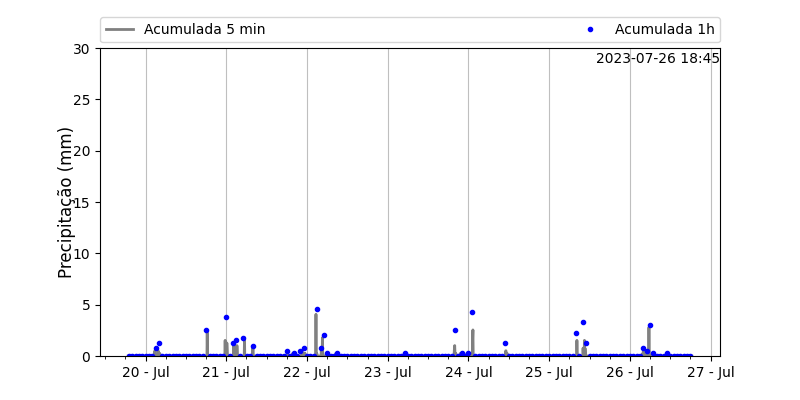 Acumulada 5 min Acumulada 1h
2023-07-26 18:45
Precipitação (mm)
30
25
20
15
10
5
0
20 - Jul 21 - Jul 22 - Jul 23 - Jul 24 - Jul 25 - Jul 26 - Jul 27 - Jul